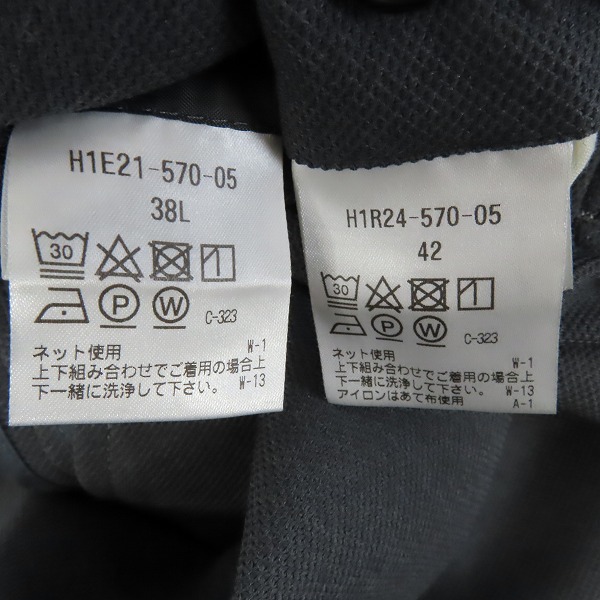 H1E21-570-05
38L
30
P W C-323
ネット使用 W-1
上下組み合わせでご着用の場合上
下一緒に洗浄して下さい。 W-13
H1R24-570-05
42
30
P W C-323
ネット使用 W-1
上下組み合わせでご着用の場合上
下一緒に洗浄して下さい。 W-13
アイロンはあて布使用 A-1